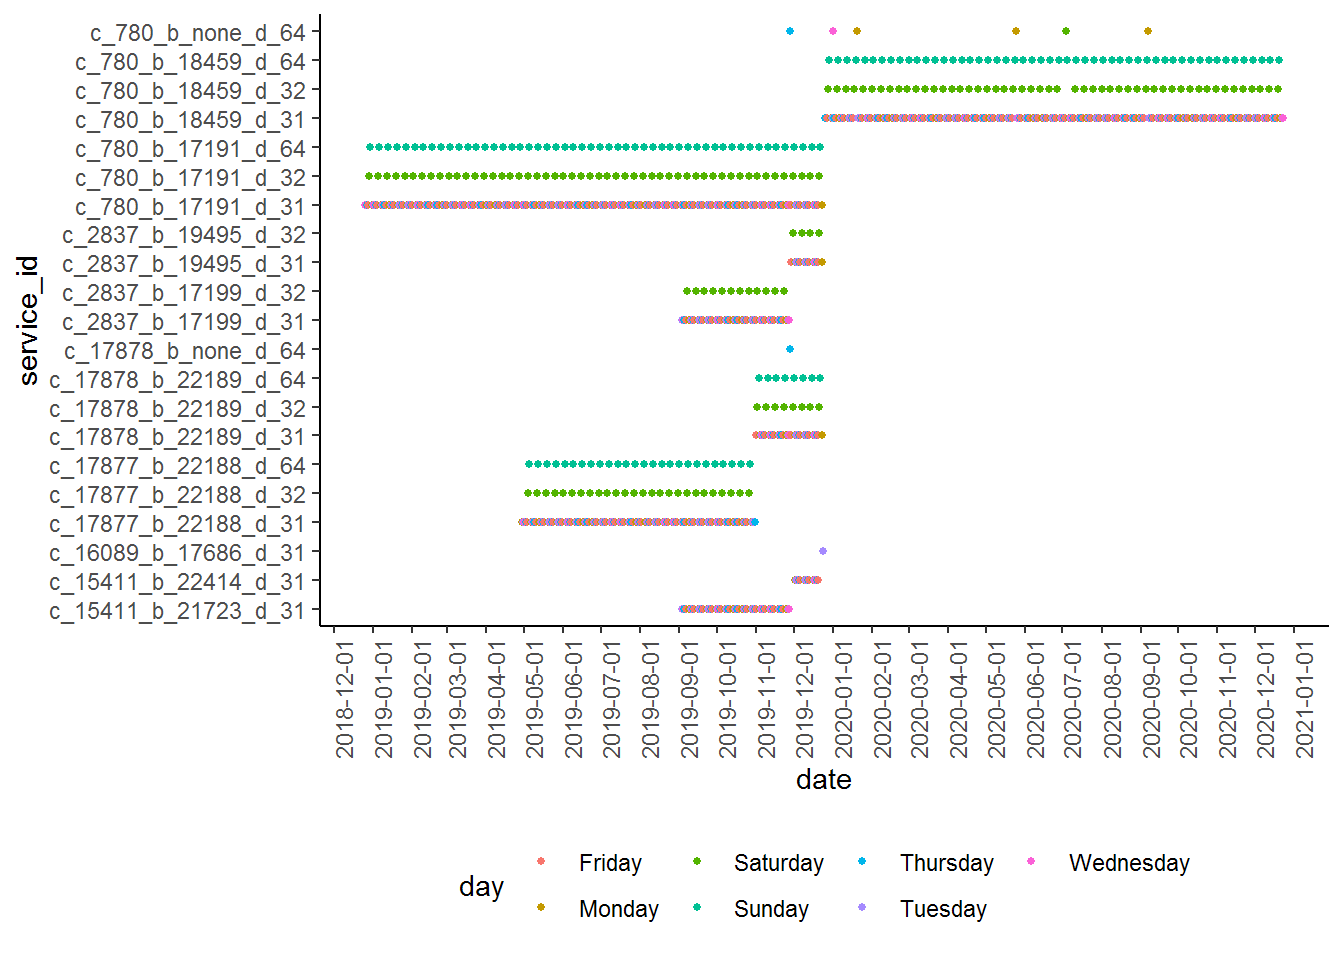 c_780_b_none_d_64
c_780_b_18459_d_64
c_780_b_18459_d_32
c_780_b_18459_d_31
c_780_b_17191_d_64
c_780_b_17191_d_32
c_780_b_17191_d_31
c_2837_b_19495_d_32
c_2837_b_19495_d_31
c_2837_b_17199_d_32
c_2837_b_17199_d_31
c_17878_b_none_d_64
c_17878_b_22189_d_64
c_17878_b_22189_d_32
c_17878_b_22189_d_31
c_17877_b_22188_d_64
c_17877_b_22188_d_32
c_17877_b_22188_d_31
c_16089_b_17686_d_31
c_15411_b_22414_d_31
c_15411_b_21723_d_31
service_id
2018-12-01
2019-01-01
2019-02-01
2019-03-01
2019-04-01
2019-05-01
2019-06-01
2019-07-01
2019-08-01
2019-09-01
2019-10-01
2019-11-01
2019-12-01
2020-01-01
2020-02-01
2020-03-01
2020-04-01
2020-05-01
2020-06-01
2020-07-01
2020-08-01
2020-09-01
2020-10-01
2020-11-01
2020-12-01
2021-01-01
date
day
Friday Saturday Thursday Wednesday
Monday Sunday Tuesday